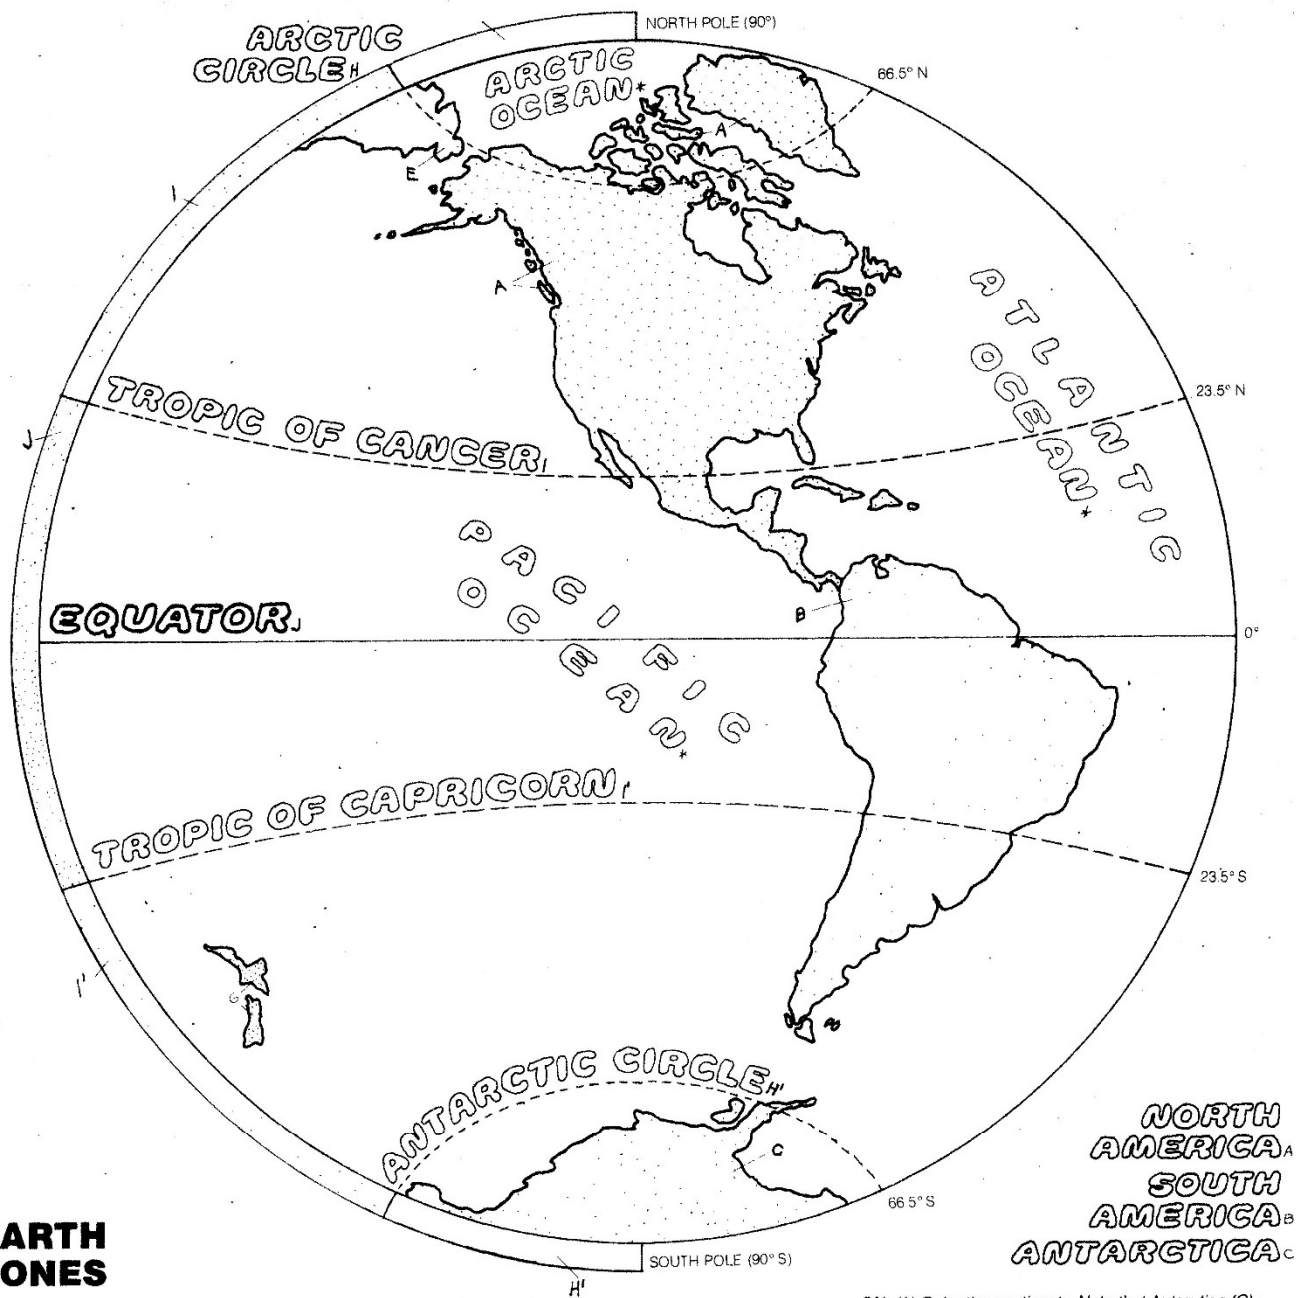 NORTH POLE (90°)
ARCTIC
CIRCLE H
ARCTIC
OCEAN*
66.5° N
A
E
I
A
ATLANTIC
OCEAN*
23.5° N
TROPIC OF CANCER I
J
PACIFIC
OCEAN*
EQUATOR J
B
0°
TROPIC OF CAPRICORN I'
23.5° S
I'
G
ANTARCTIC CIRCLE H'
C
66.5° S
NORTH
AMERICA A
SOUTH
AMERICA B
ANTARCTICA C
ARTH
ONES
SOUTH POLE (90° S)
H'